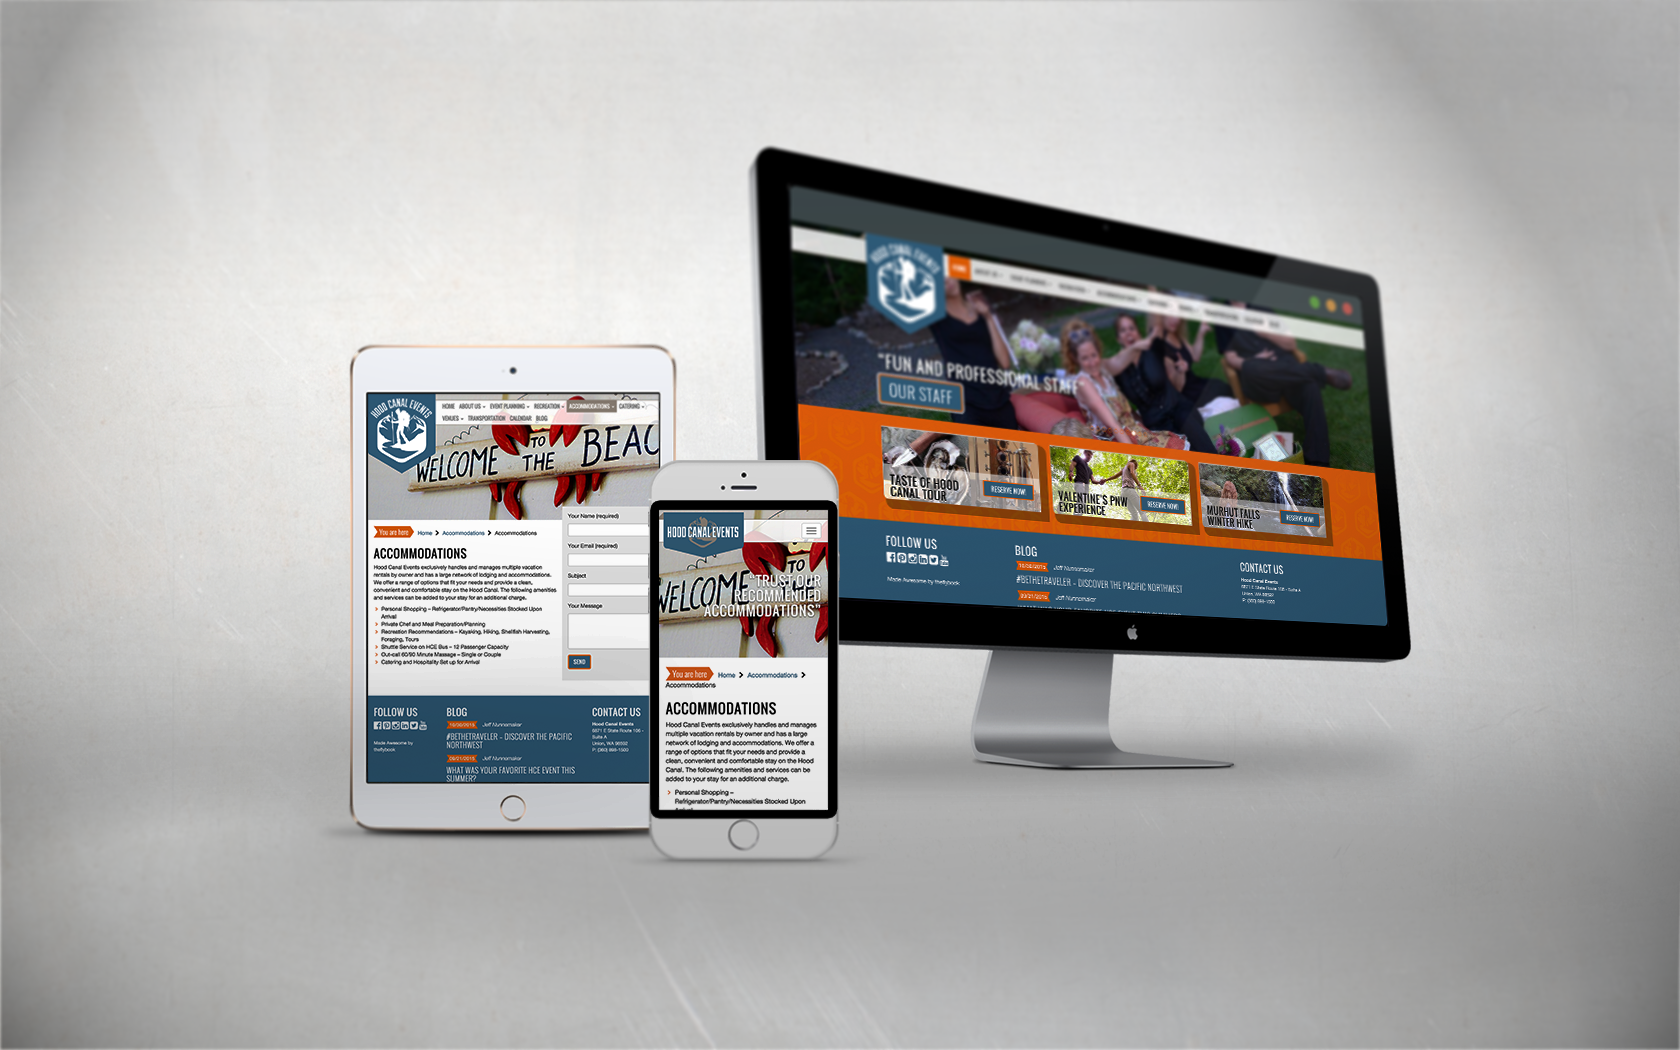 HOOD CANAL EVENTS
HOME ABOUT US EVENT PLANNING RECREATION ACCOMMODATIONS CATERING
VENUES TRANSPORTATION CALENDAR BLOG
WELCOME TO THE BEAC
You are here Home > Accommodations > Accommodations
ACCOMMODATIONS
Hood Canal Events exclusively handles and manages multiple vacation
rentals by owner and has a large network of lodging and accommodations.
We offer a range of options that fit your needs and provide a clean,
convenient and comfortable stay on the Hood Canal. The following amenities
and services can be added to your stay for an additional charge.
Personal Shopping – Refrigerator/Pantry/Necessities Stocked Upon
Arrival
Private Chef and Meal Preparation/Planning
Recreation Recommendations – Kayaking, Hiking, Shellfish Harvesting,
Foraging, Tours
Shuttle Service on HCE Bus – 12 Passenger Capacity
Out-call 60/90 Minute Massage – Single or Couple
Catering and Hospitality Set up for Arrival
Your Name (required)
Your Email (required)
Subject
Your Message
SEND
FOLLOW US
Made Awesome by
theflybook
BLOG
10/30/2015 Jeff Nunnemaker
#BETHETRAVELER – DISCOVER THE PACIFIC
NORTHWEST
09/21/2015 Jeff Nunnemaker
WHAT WAS YOUR FAVORITE HCE EVENT THIS
SUMMER?
CONTACT US
Hood Canal Events
6871 E State Route 106 -
Suite A
Union, WA 98592
HOOD CANAL EVENTS
WELCOME TO THE
"TRUST OUR
RECOMMENDED
ACCOMMODATIONS"
You are here Home > Accommodations >
Accommodations
ACCOMMODATIONS
Hood Canal Events exclusively handles and manages
multiple vacation rentals by owner and has a large
network of lodging and accommodations. We offer a
range of options that fit your needs and provide a
clean, convenient and comfortable stay on the Hood
Canal. The following amenities and services can be
added to your stay for an additional charge.
Personal Shopping –
Refrigerator/Pantry/Necessities Stocked Upon
Arrival
HOOD CANAL EVENTS
HOME
"FUN AND PROFESSIONAL STAFF"
OUR STAFF
TASTE OF HOOD
CANAL TOUR
RESERVE NOW!
VALENTINE'S PNW
EXPERIENCE
RESERVE NOW!
MURHUT FALLS
WINTER HIKE
RESERVE NOW!
FOLLOW US
Made Awesome by theflybook
BLOG
10/30/2015 Jeff Nunnemaker
#BETHETRAVELER – DISCOVER THE PACIFIC NORTHWEST
09/21/2015 Jeff Nunnemaker
CONTACT US
Hood Canal Events
6871 E State Route 106 - Suite A
Union, WA 98592